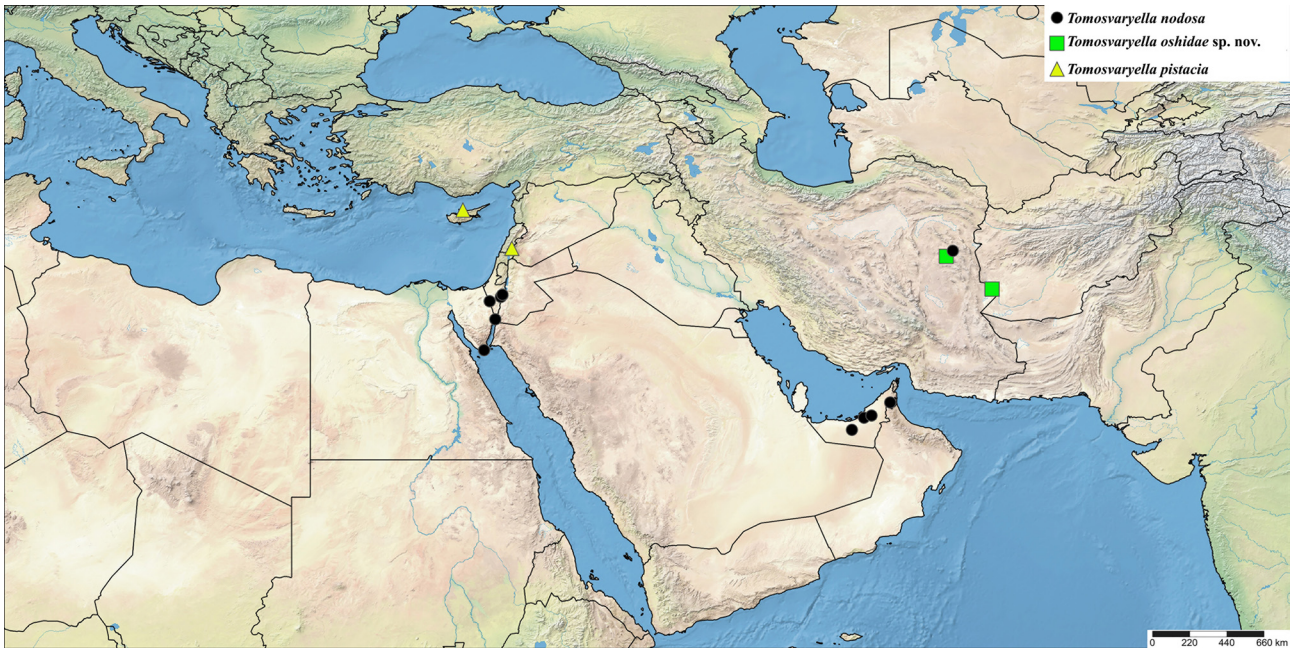 Tomosvaryella nodosa
Tomosvaryella oshidae sp. nov.
Tomosvaryella pistacia
0 220 440 660 km